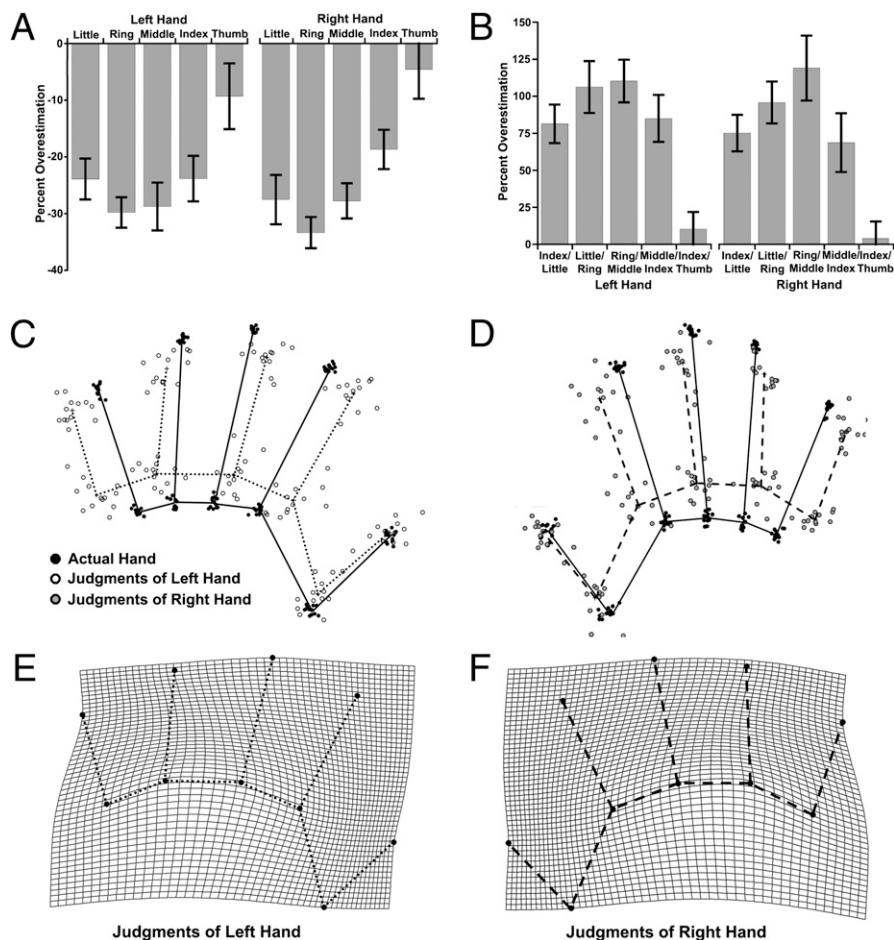 A
Left Hand
Right Hand
Little Ring Middle Index Thumb
Little Ring Middle Index Thumb
0
-10
-20
-30
-40
Percent Overestimation
B
150
125
100
75
50
25
0
Percent Overestimation
Index/ Little/ Ring/ Middle/ Index/
Little Ring Middle Index Thumb
Index/ Little/ Ring/ Middle/ Index/
Little Ring Middle Index Thumb
Left Hand
Right Hand
C
D
Actual Hand
Judgments of Left Hand
Judgments of Right Hand
E
F
Judgments of Left Hand
Judgments of Right Hand